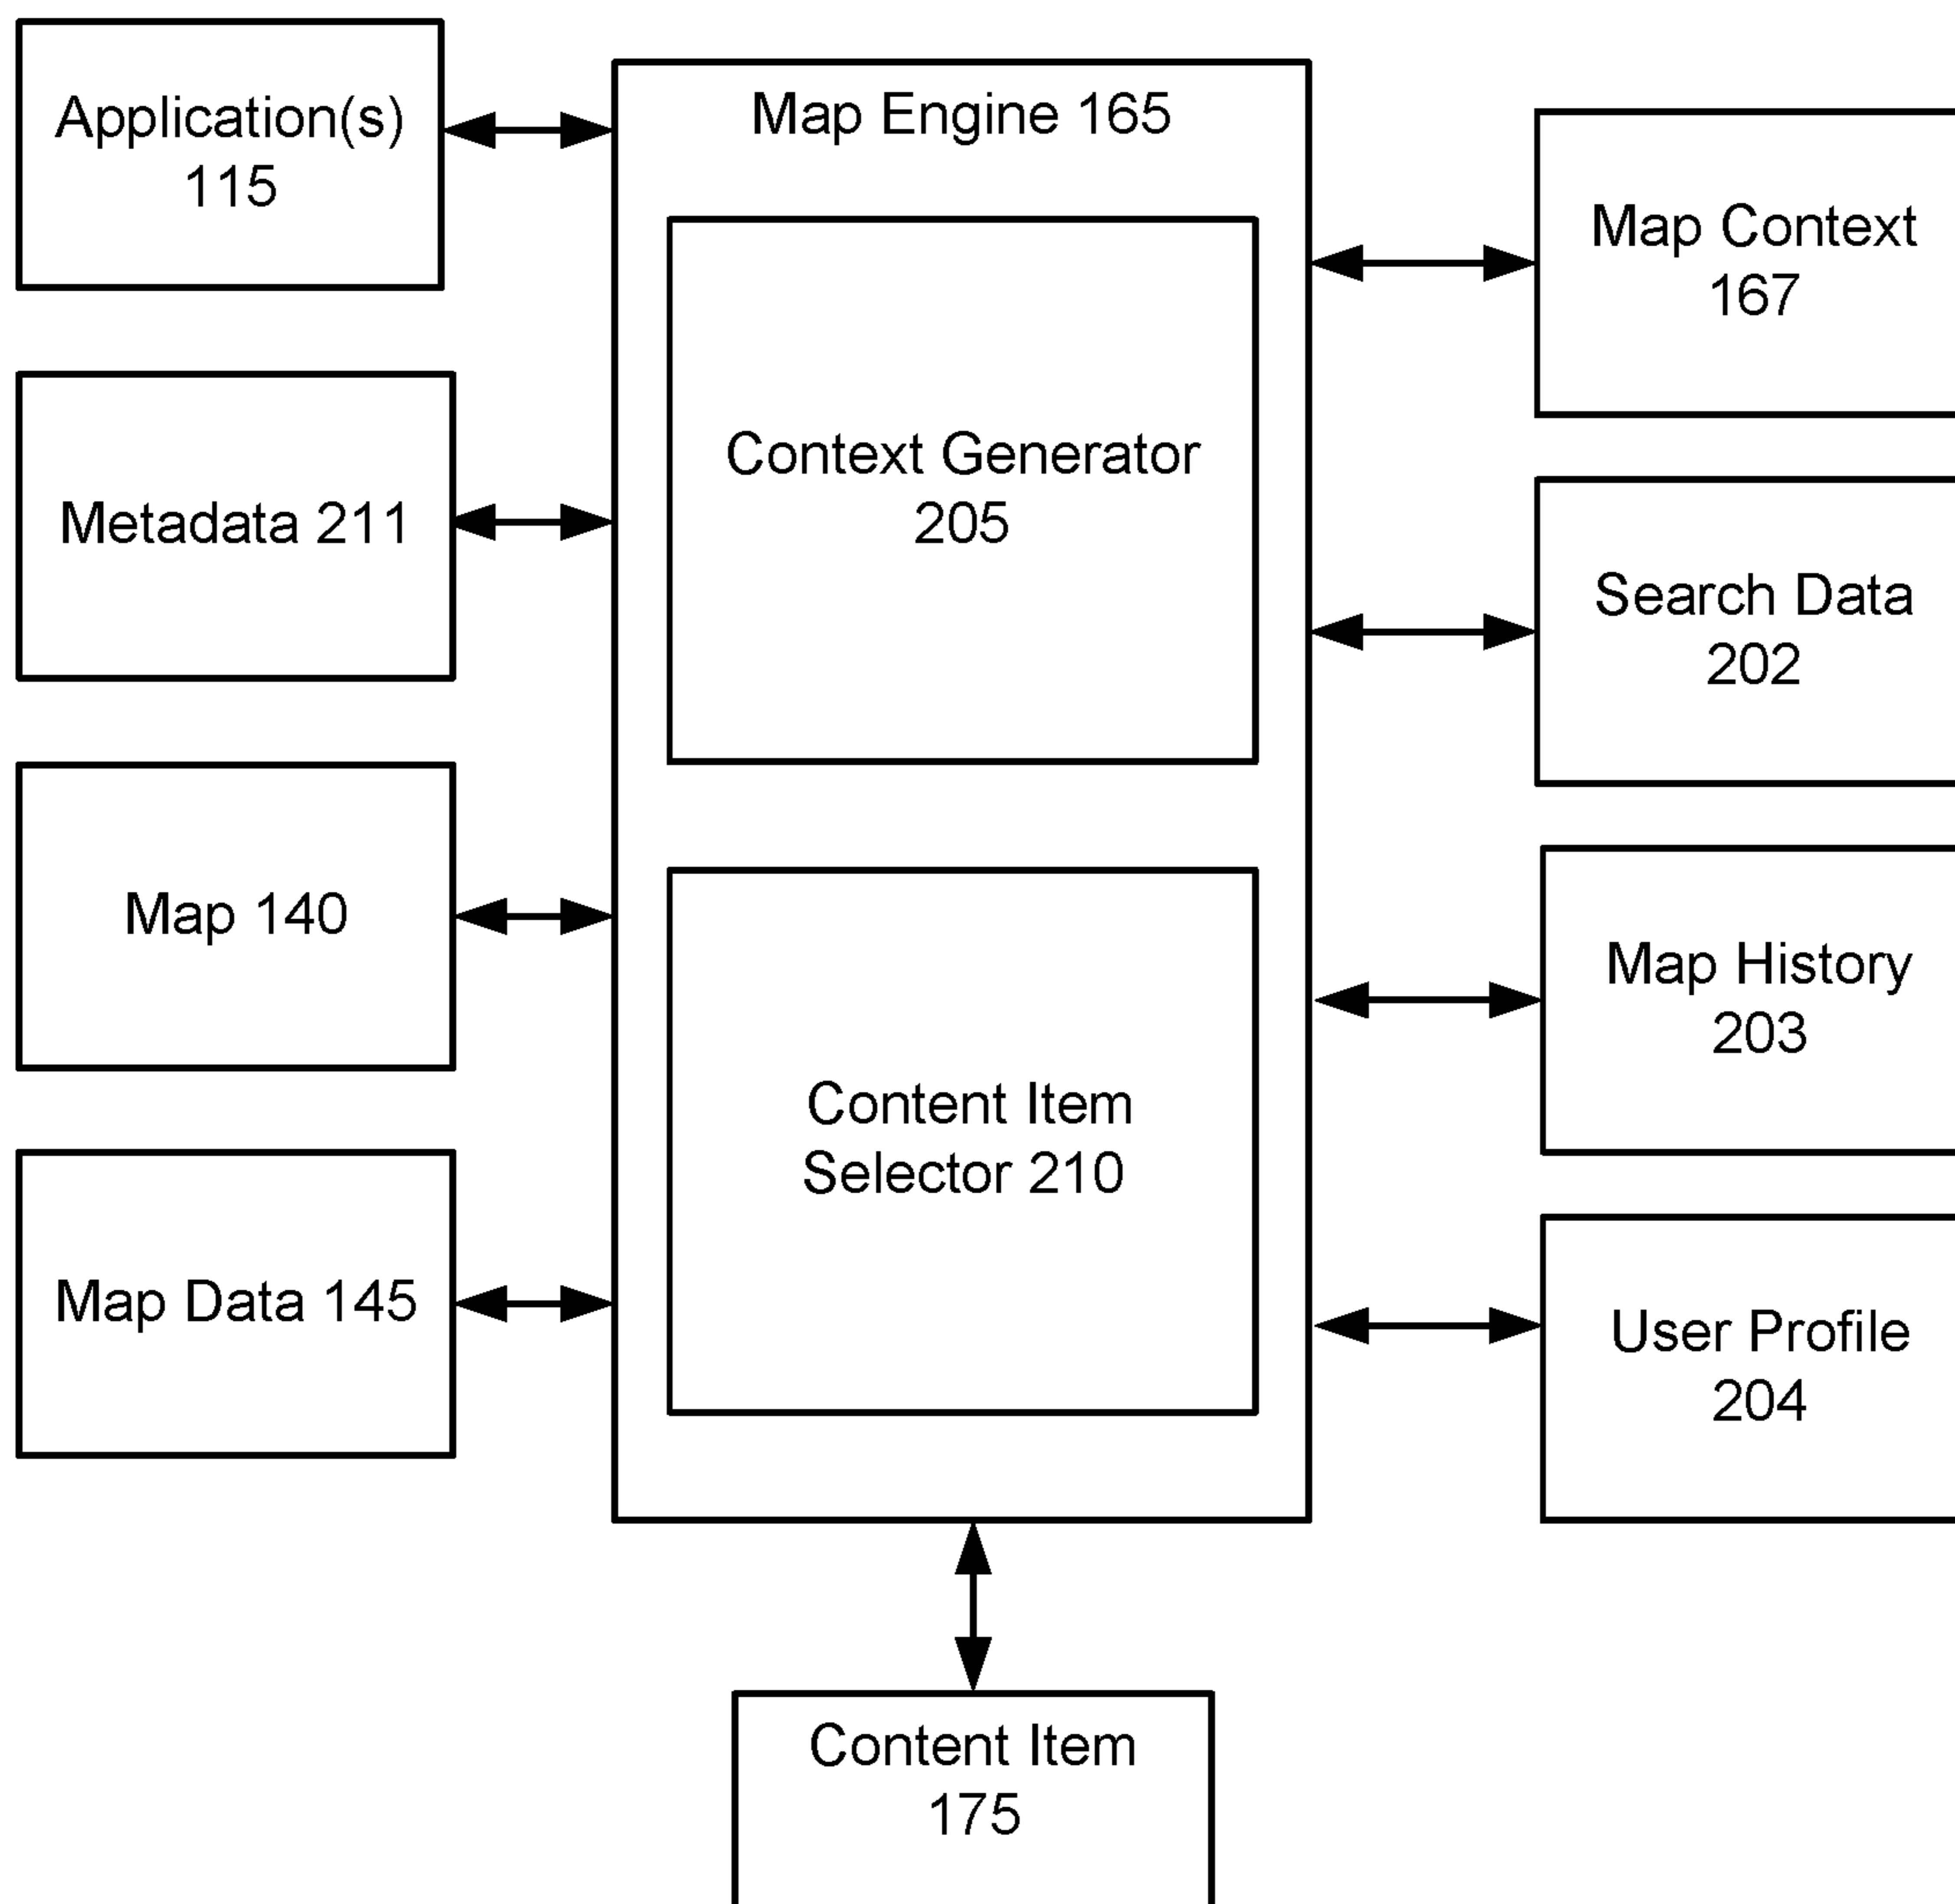 Application(s)
115
Metadata 211
Map 140
Map Data 145
Map Engine 165
Context Generator
205
Content Item
Selector 210
Map Context
167
Search Data
202
Map History
203
User Profile
204
Content Item
175